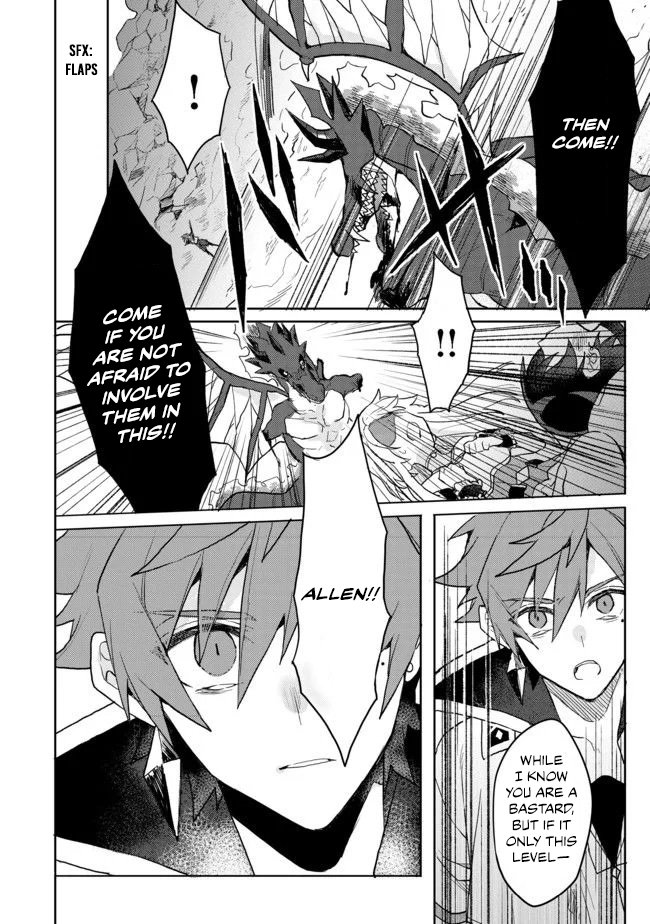 THEN
COME!!
!
SFX:
FLAPS
!!
COME
IF YOU
ARE NOT
AFRAID TO
INVOLVE
THEM IN
THIS!!
WHILE
I KNOW
YOU ARE A
BASTARD,
BUT IF IT
ONLY THIS
LEVEL—
ALLEN!!